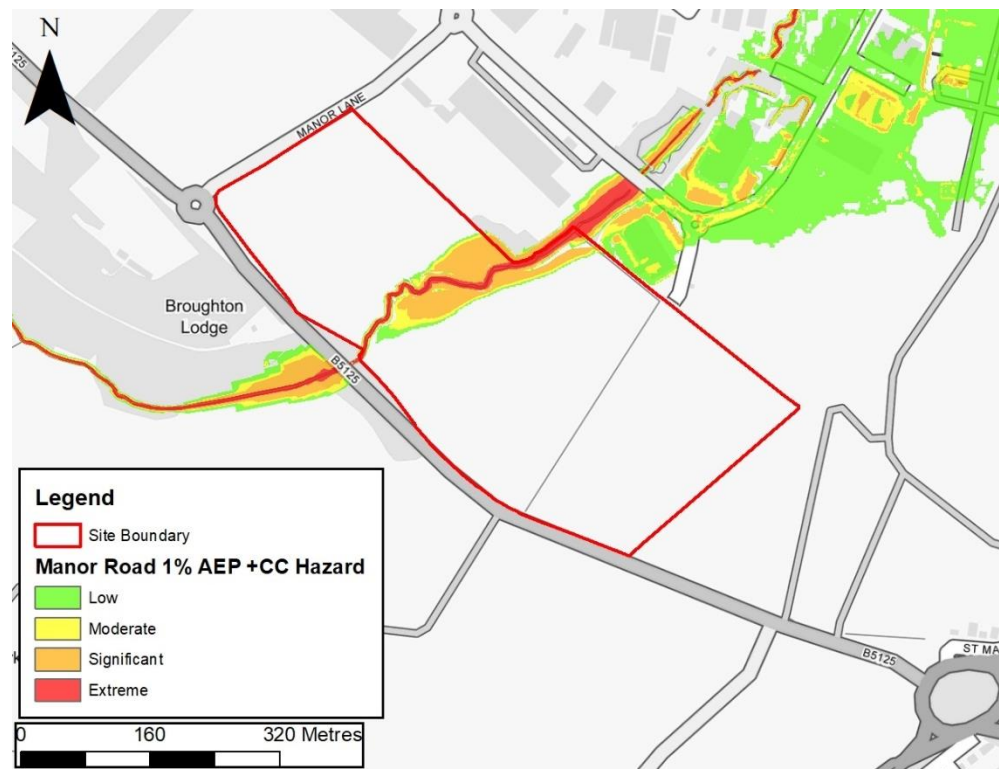 N
125
MANOR LANE
Broughton
Lodge
B5125
Legend
Site Boundary
Manor Road 1% AEP +CC Hazard
Low
Moderate
Significant
Extreme
0 160 320 Metres
B5125
ST MA